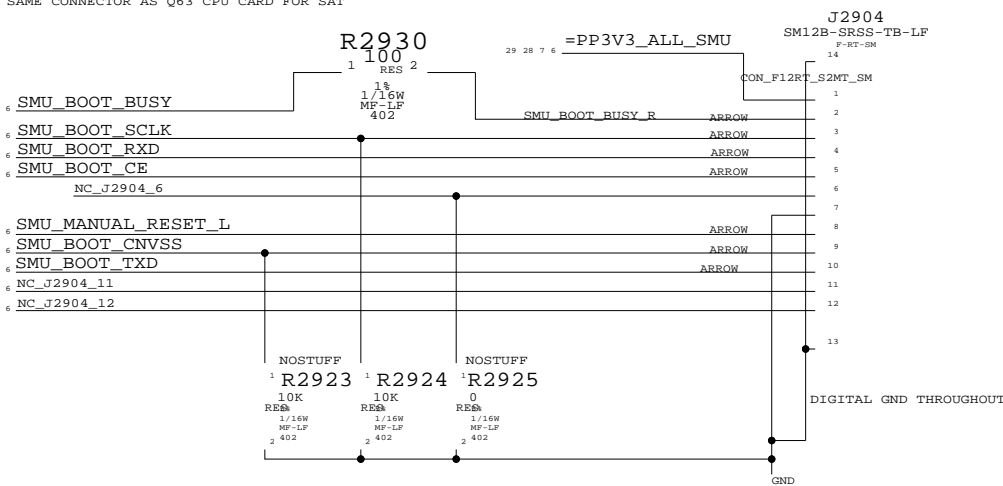 SAME CONNECTOR AS Q63 CPU CARD FOR SAT
J2904
SM12B-SRSS-TB-LF
F-RT-SM
14
CON_F12RT_S2MT_SM
R2930
100
1 RES 2
1%
1/16W
MF-LF
402
29 28 7 6 =PP3V3_ALL_SMU
1
6 SMU_BOOT_BUSY
SMU_BOOT_BUSY_R ARROW 2
6 SMU_BOOT_SCLK ARROW 3
6 SMU_BOOT_RXD ARROW 4
6 SMU_BOOT_CE ARROW 5
NC_J2904_6 6
7
6 SMU_MANUAL_RESET_L ARROW 8
6 SMU_BOOT_CNVSS ARROW 9
6 SMU_BOOT_TXD ARROW 10
6 NC_J2904_11 11
6 NC_J2904_12 12
13
NOSTUFF
1 R2923
10K
RES
1/16W
MF-LF
2 402
1 R2924
10K
RES
1/16W
MF-LF
2 402
NOSTUFF
1 R2925
0
RES
1/16W
MF-LF
2 402
DIGITAL GND THROUGHOUT
GND